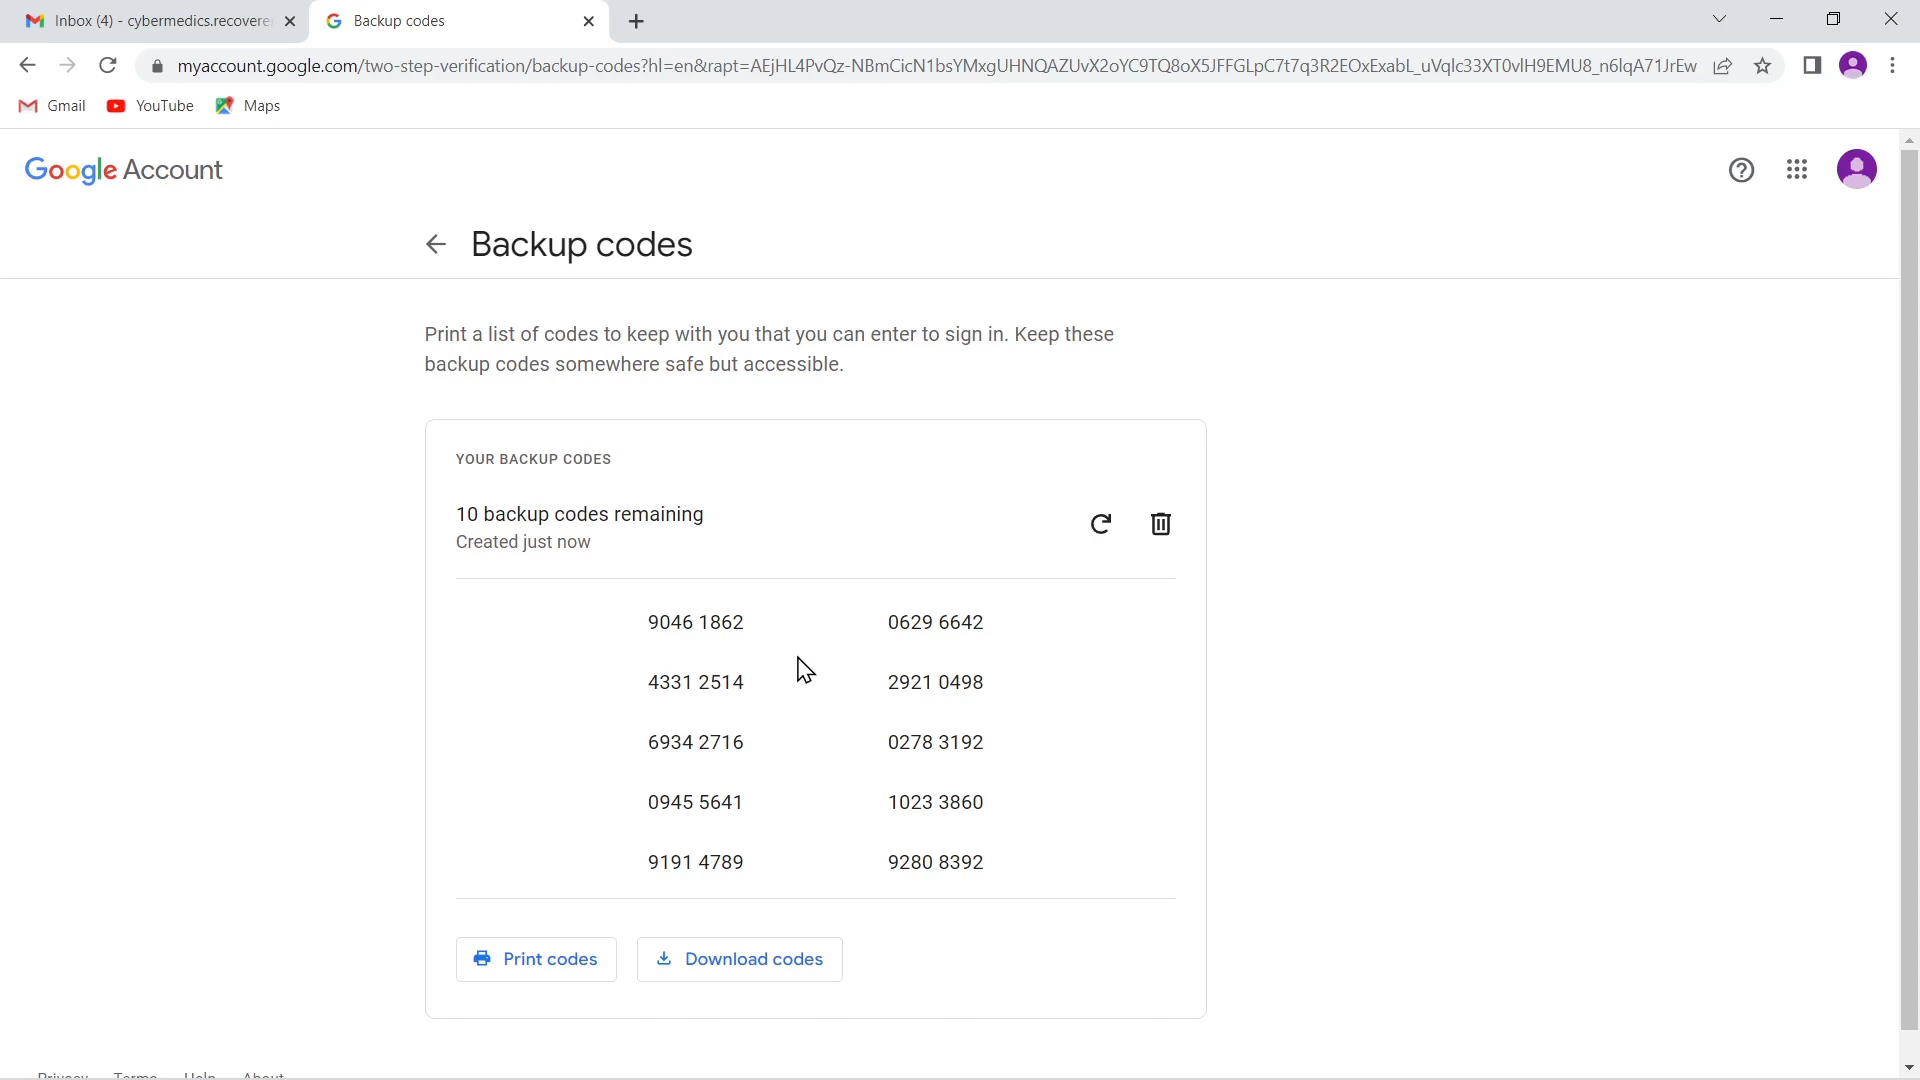 Inbox (4) - cybermedics.recovere
Backup codes
myaccount.google.com/two-step-verification/backup-codes?hl=en&rapt=AEjHL4PvQz-NBmCicN1bsYMxgUHNQAZUvX2oYC9TQ8oX5JFFGLpC7t7q3R2EOxExabL_uVqlc33XT0vlH9EMU8_n6lqA71JrEw
Gmail YouTube Maps
Google Account
Backup codes
Print a list of codes to keep with you that you can enter to sign in. Keep these
backup codes somewhere safe but accessible.
YOUR BACKUP CODES
10 backup codes remaining
Created just now
9046 1862 0629 6642
4331 2514 2921 0498
6934 2716 0278 3192
0945 5641 1023 3860
9191 4789 9280 8392
Print codes Download codes
Privacy Terms Help About